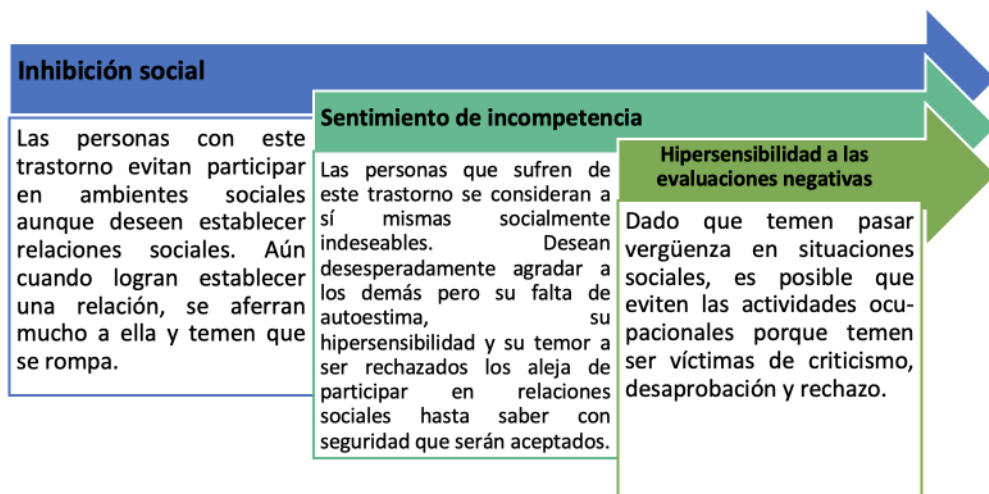 Inhibición social
Las personas con este
trastorno evitan participar
en ambientes sociales
aunque deseen establecer
relaciones sociales. Aún
cuando logran establecer
una relación, se aferran
mucho a ella y temen que
se rompa.
Sentimiento de incompetencia
Las personas que sufren de
este trastorno se consideran a
sí mismas socialmente
indeseables. Desean
desesperadamente agradar a
los demás pero su falta de
autoestima, su
hipersensibilidad y su temor a
ser rechazados los aleja de
participar en relaciones
sociales hasta saber con
seguridad que serán aceptados.
Hipersensibilidad a las
evaluaciones negativas
Dado que temen pasar
vergüenza en situaciones
sociales, es posible que
eviten las actividades ocu-
pacionales porque temen
ser víctimas de criticismo,
desaprobación y rechazo.